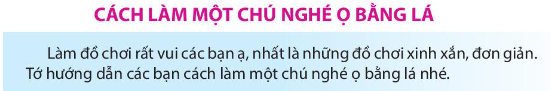 CÁCH LÀM MỘT CHÚ NGHÉ Ọ BẰNG LÁ
Làm đồ chơi rất vui các bạn ạ, nhất là những đồ chơi xinh xắn, đơn giản.
Tớ hướng dẫn các bạn cách làm một chú nghé ọ bằng lá nhé.